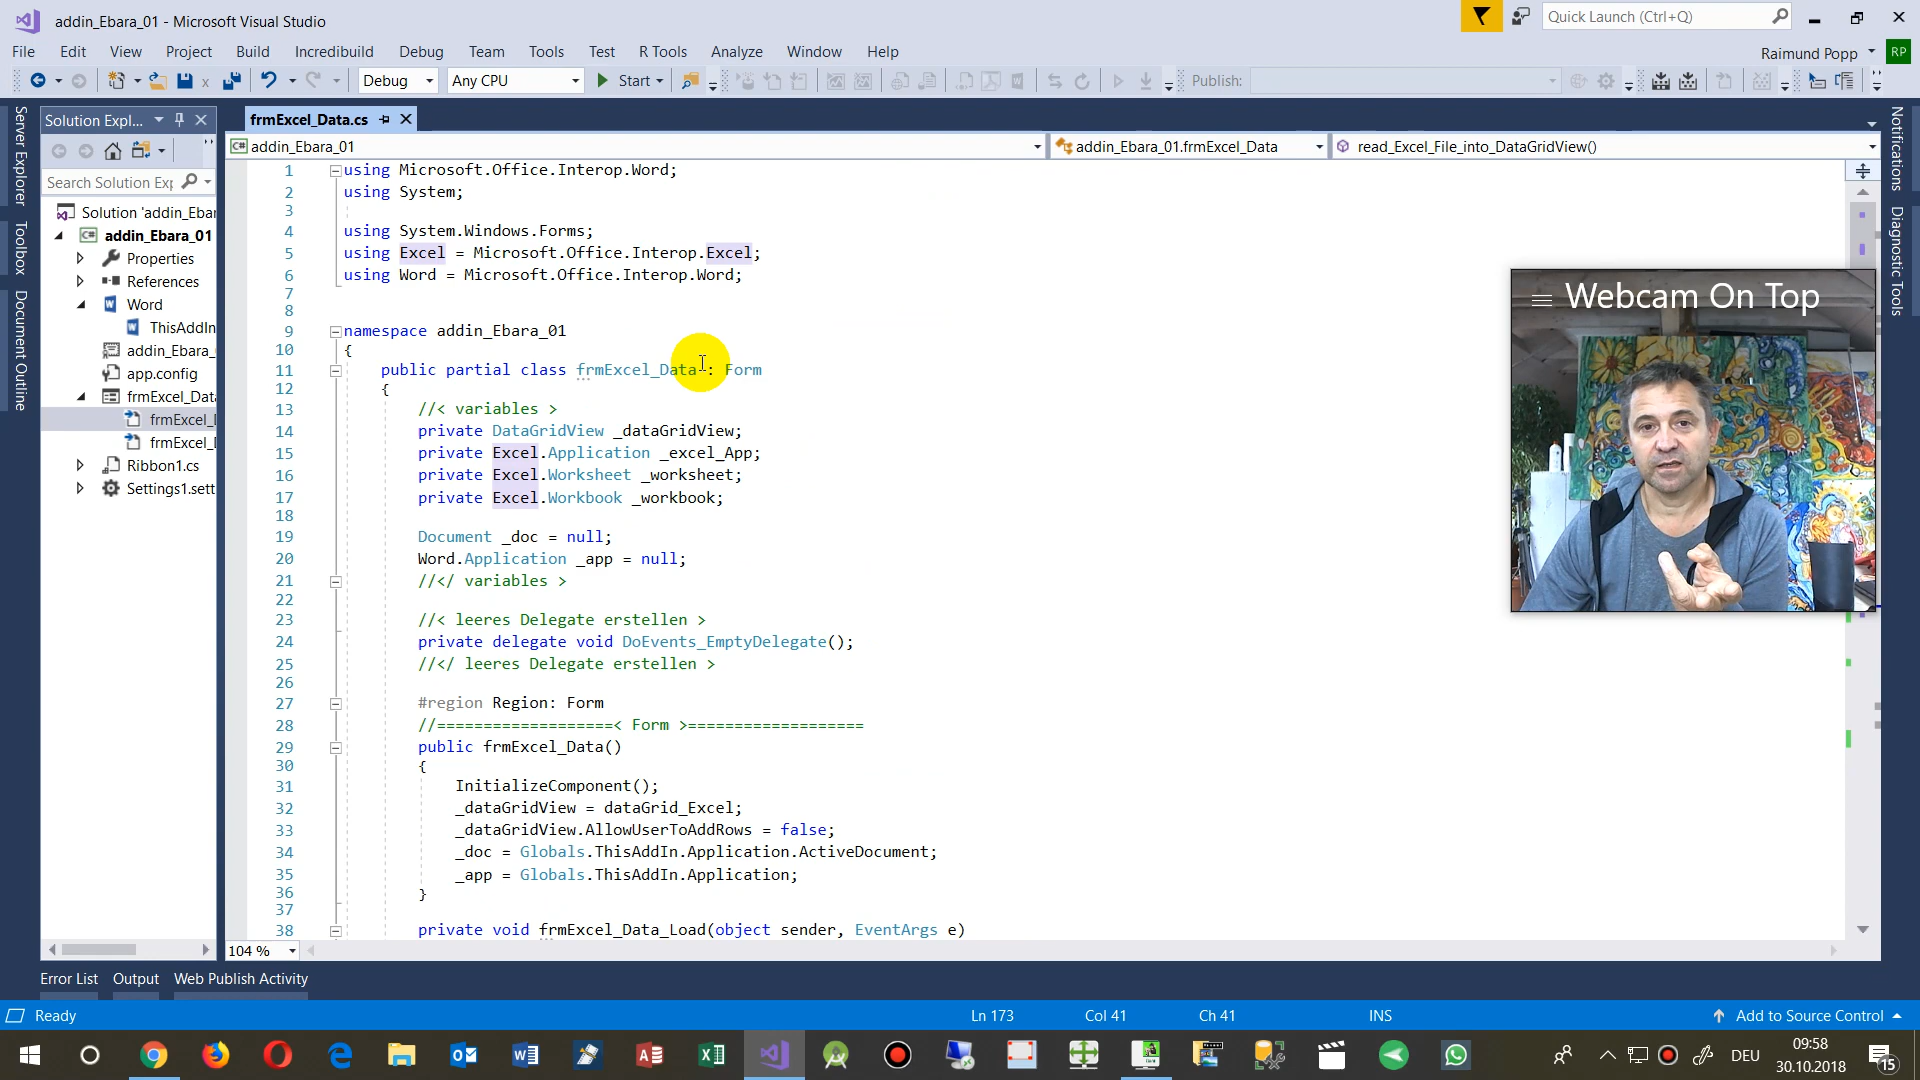 addin_Ebara_01 - Microsoft Visual Studio
Quick Launch (Ctrl+Q)
File Edit View Project Build Incredibuild Debug Team Tools Test R Tools Analyze Window Help
Raimund Popp RP
Debug Any CPU Start Publish:
Server Explorer
Toolbox
Document Outline
Solution Expl...
Search Solution Exp
Solution 'addin_Ebar
addin_Ebara_01
Properties
References
Word
ThisAddIn
addin_Ebara_
app.config
frmExcel_Data
frmExcel_I
frmExcel_I
Ribbon1.cs
Settings1.sett
frmExcel_Data.cs
addin_Ebara_01 addin_Ebara_01.frmExcel_Data read_Excel_File_into_DataGridView()
1 using Microsoft.Office.Interop.Word;
2 using System;
3
4 using System.Windows.Forms;
5 using Excel = Microsoft.Office.Interop.Excel;
6 using Word = Microsoft.Office.Interop.Word;
7
8
9 namespace addin_Ebara_01
10 {
11 public partial class frmExcel_Data : Form
12 {
13 //< variables >
14 private DataGridView _dataGridView;
15 private Excel.Application _excel_App;
16 private Excel.Worksheet _worksheet;
17 private Excel.Workbook _workbook;
18
19 Document _doc = null;
20 Word.Application _app = null;
21 //</ variables >
22
23 //< leeres Delegate erstellen >
24 private delegate void DoEvents_EmptyDelegate();
25 //</ leeres Delegate erstellen >
26
27 #region Region: Form
28 //===================< Form >===================
29 public frmExcel_Data()
30 {
31 InitializeComponent();
32 _dataGridView = dataGrid_Excel;
33 _dataGridView.AllowUserToAddRows = false;
34 _doc = Globals.ThisAddIn.Application.ActiveDocument;
35 _app = Globals.ThisAddIn.Application;
36 }
37
38 private void frmExcel_Data_Load(object sender, EventArgs e)
104 %
Webcam On Top
Notifications
Diagnostic Tools
Error List Output Web Publish Activity
Ready Ln 173 Col 41 Ch 41 INS Add to Source Control
DEU
09:58
30.10.2018
15